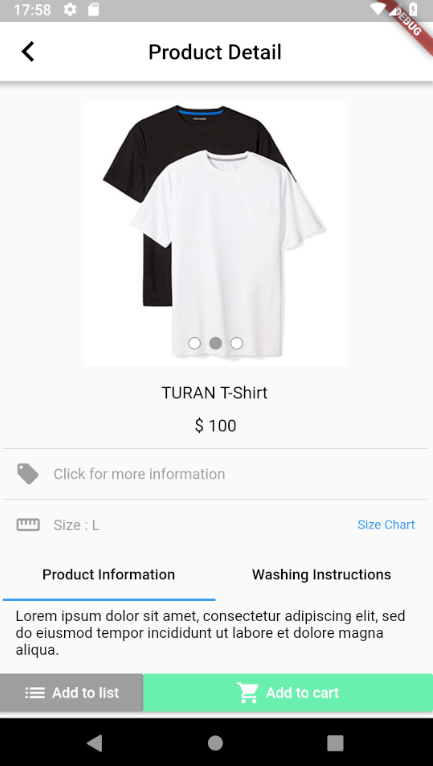 17:58
DEBUG
Product Detail
TURAN T-Shirt
$ 100
Click for more information
Size : L
Size Chart
Product Information
Washing Instructions
Lorem ipsum dolor sit amet, consectetur adipiscing elit, sed
do eiusmod tempor incididunt ut labore et dolore magna
aliqua.
Add to list
Add to cart